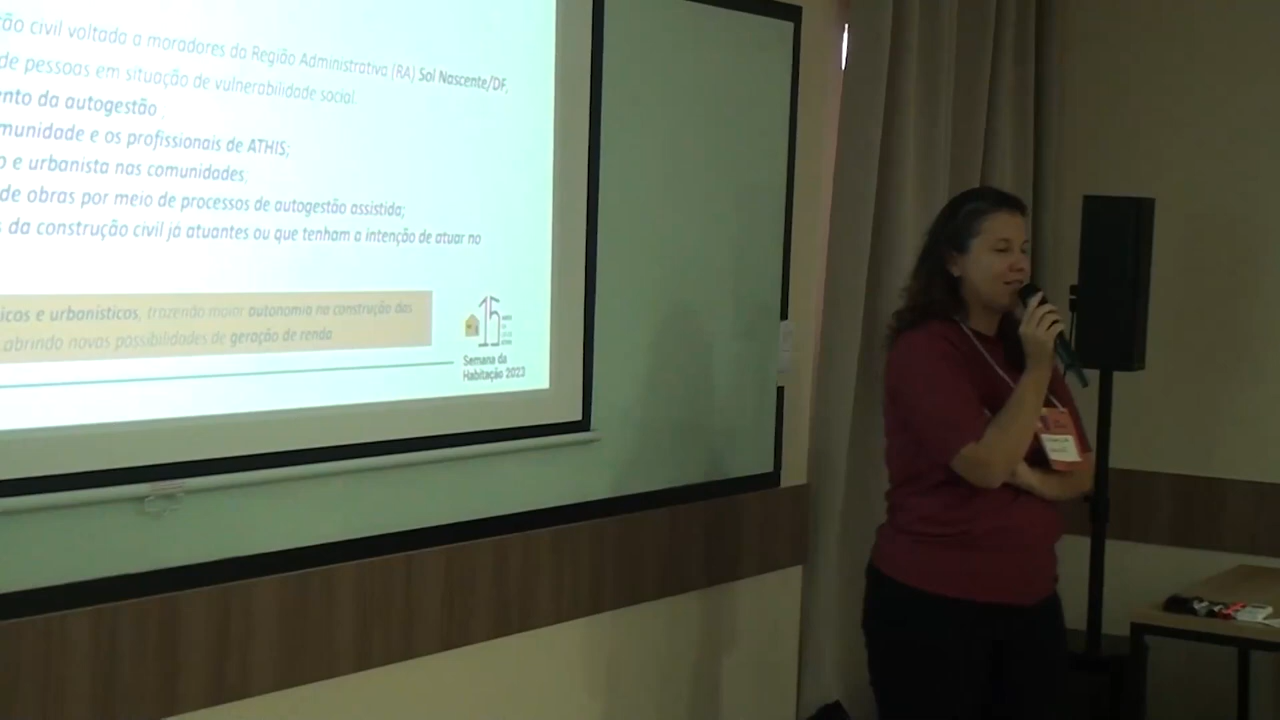 ão civil voltada a moradores da Região Administrativa (RA) Sol Nascente/DF,
de pessoas em situação de vulnerabilidade social
nto da autogestão
munidade e os profissionais de ATHIS;
o e urbanista nas comunidades,
de obras por meio de processos de autogestão assistida;
s da construção civil já atuantes ou que tenham a intenção de atuar no
icos e urbanísticos, trazendo maior autonomia na construção das
abrindo novas possibilidades de geração de renda
15
Semana da
Habitação 2023